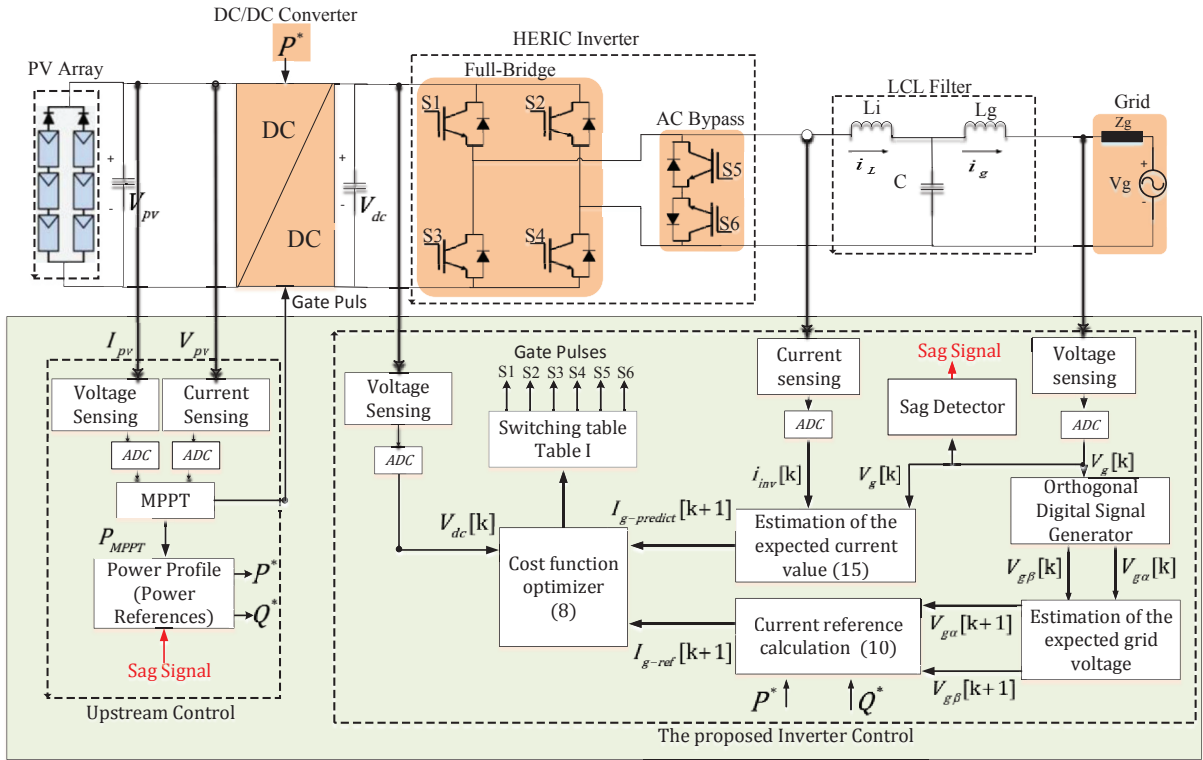 DC/DC Converter
P*
HERIC Inverter
PV Array
Full-Bridge
LCL Filter
Grid
S1
S2
AC Bypass
Li
Lg
Zg
DC
DC
+
-
V_pv
+
-
V_dc
S5
S6
i_L
C
i_g
+
Vg
-
S3
S4
Gate Puls
I_pv
V_pv
Voltage
Sensing
Current
Sensing
ADC
ADC
MPPT
P_MPPT
Power Profile
(Power
References)
P*
Q*
Sag Signal
Upstream Control
Voltage
Sensing
ADC
V_dc[k]
Gate Pulses
S1 S2 S3 S4 S5 S6
Switching table
Table I
Cost function
optimizer
(8)
Current
sensing
ADC
i_inv[k]
Sag Signal
Sag Detector
Voltage
sensing
ADC
V_g[k]
V_g[k]
Orthogonal
Digital Signal
Generator
I_g-predict[k+1]
Estimation of the
expected current
value (15)
V_gβ[k]
V_gα[k]
Estimation of the
expected grid
voltage
V_gα[k+1]
V_gβ[k+1]
Current reference
calculation (10)
I_g-ref[k+1]
P*
Q*
The proposed Inverter Control